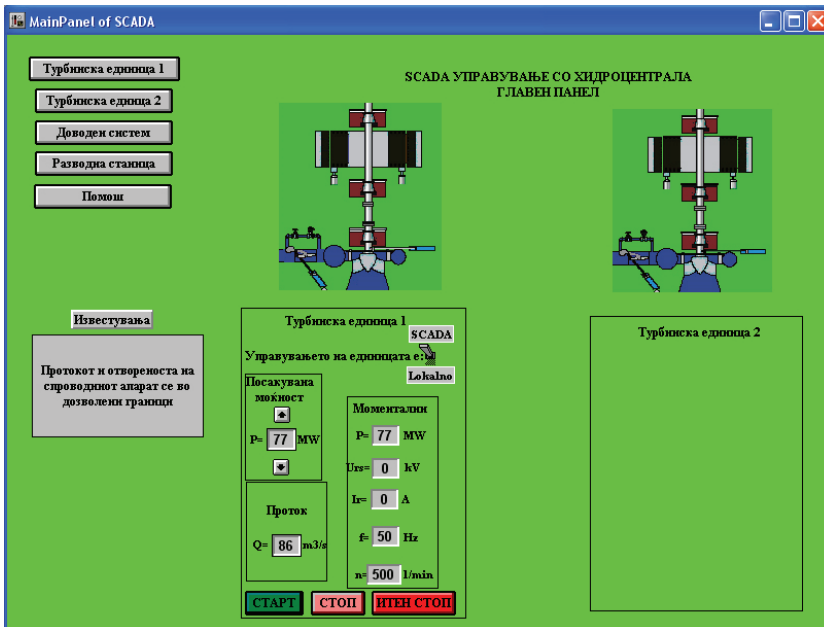 MainPanel of SCADA
Турбинска единица 1
Турбинска единца 2
Доводен систем
Разводна станица
Помош
SCADA УПРАВУВАЊЕ СО ХИДРОЦЕНТРАЛА
ГЛАВЕН ПАНЕЛ
Известувања
Протокот и отвореноста на
спроводинот апарат се во
дозволени граници
Турбинска единица 1
SCADA
Управувањето на единицата е:
Lokalno
Посакувана
моќност
P= 77 MW
Проток
Q= 86 m3/s
Моментални
P= 77 MW
Urs= 0 kV
Ir= 0 A
f= 50 Hz
n= 500 1/min
СТАРТ
СТОП
ИТЕН СТОП
Турбинска единица 2